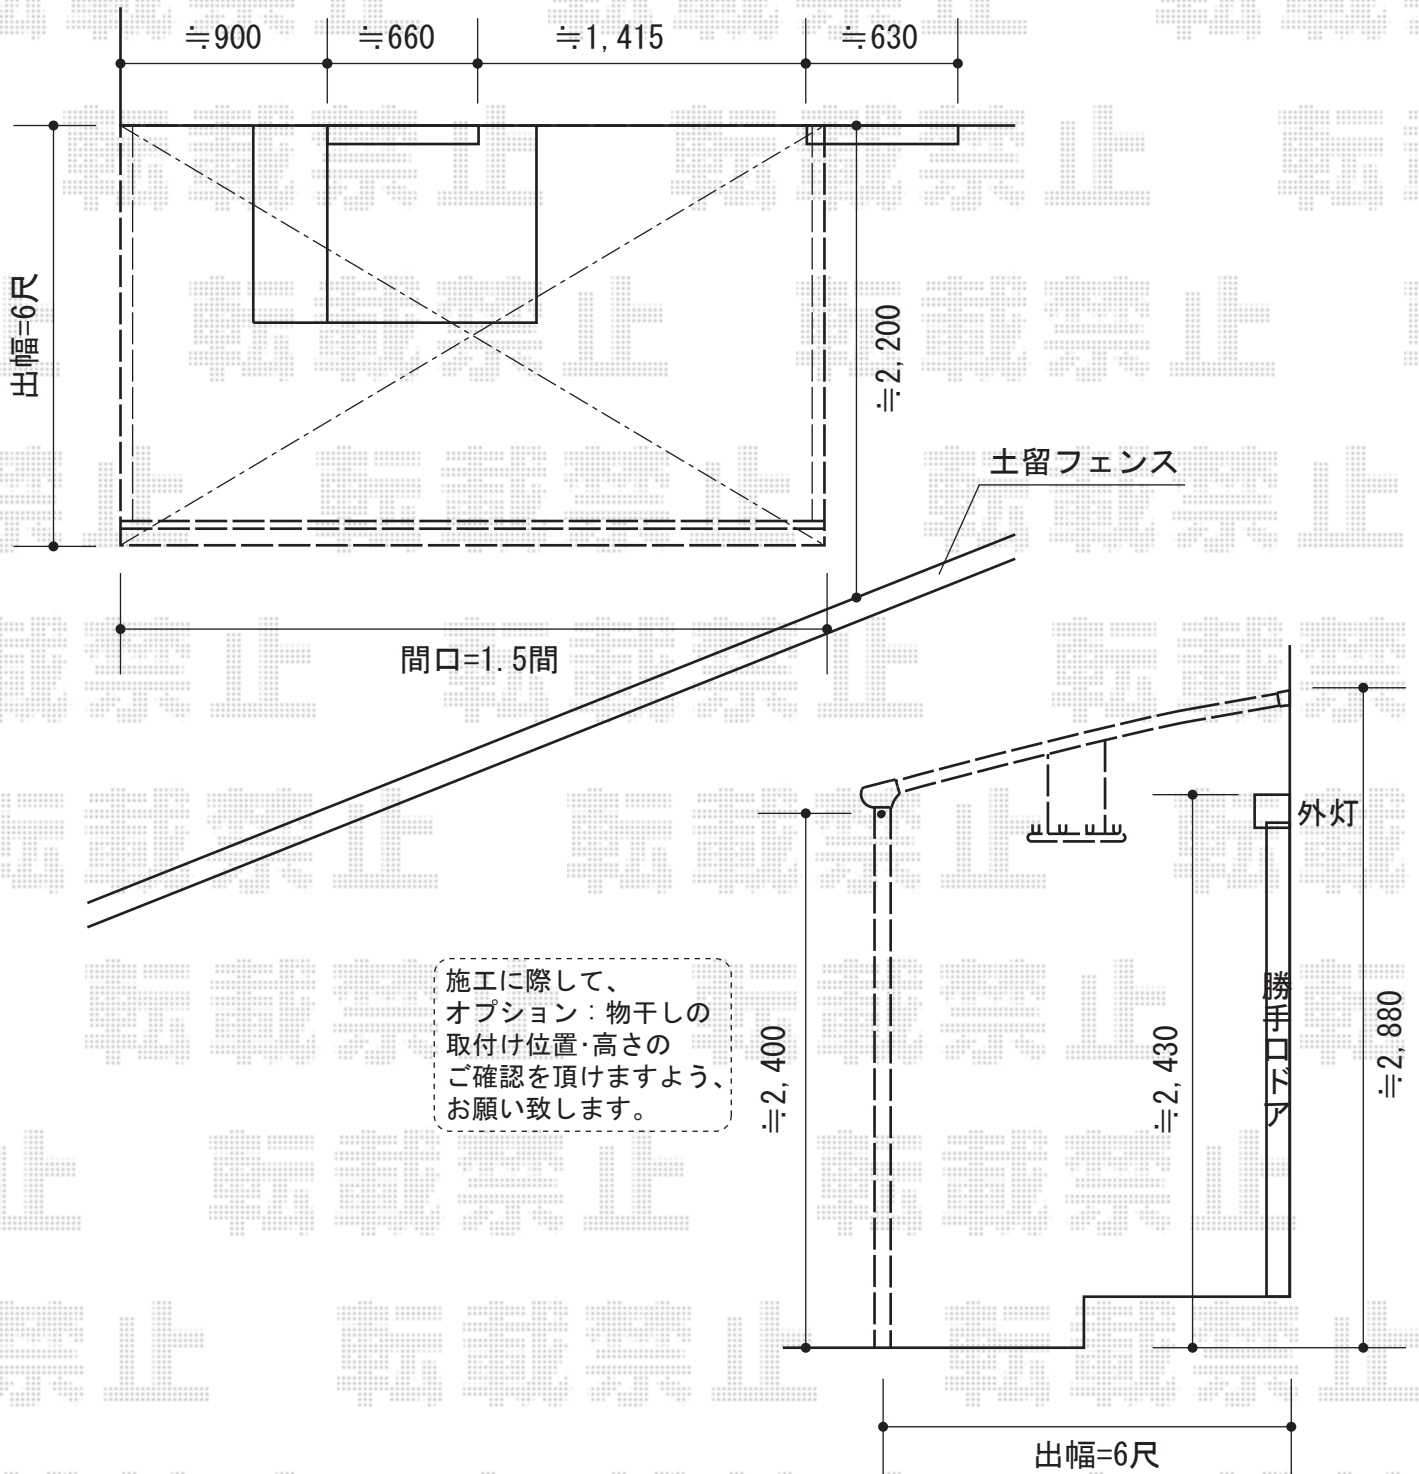 ≒900
≒660
≒1,415
≒630
出幅=6尺
≒2,200
土留フェンス
間口=1.5間
外灯
施工に際して、
オプション：物干しの
取付け位置・高さの
ご確認を頂けますよう、
お願い致します。
≒2,400
≒2,430
勝手口ドア
≒2,880
出幅=6尺
転載禁止